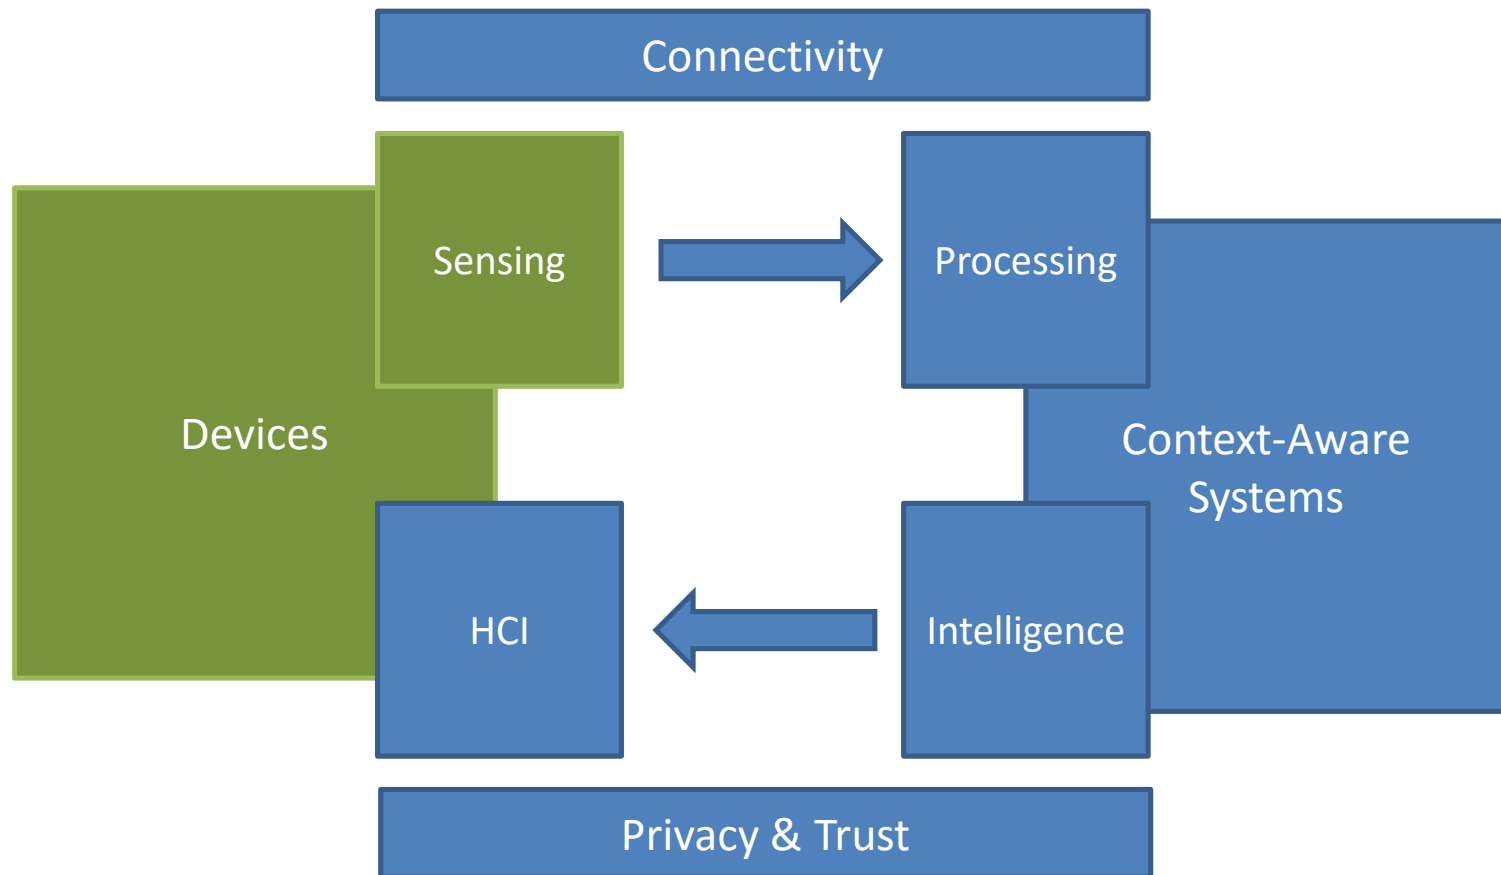 Connectivity
Sensing
Processing
Devices
Context-Aware
Systems
HCI
Intelligence
Privacy & Trust